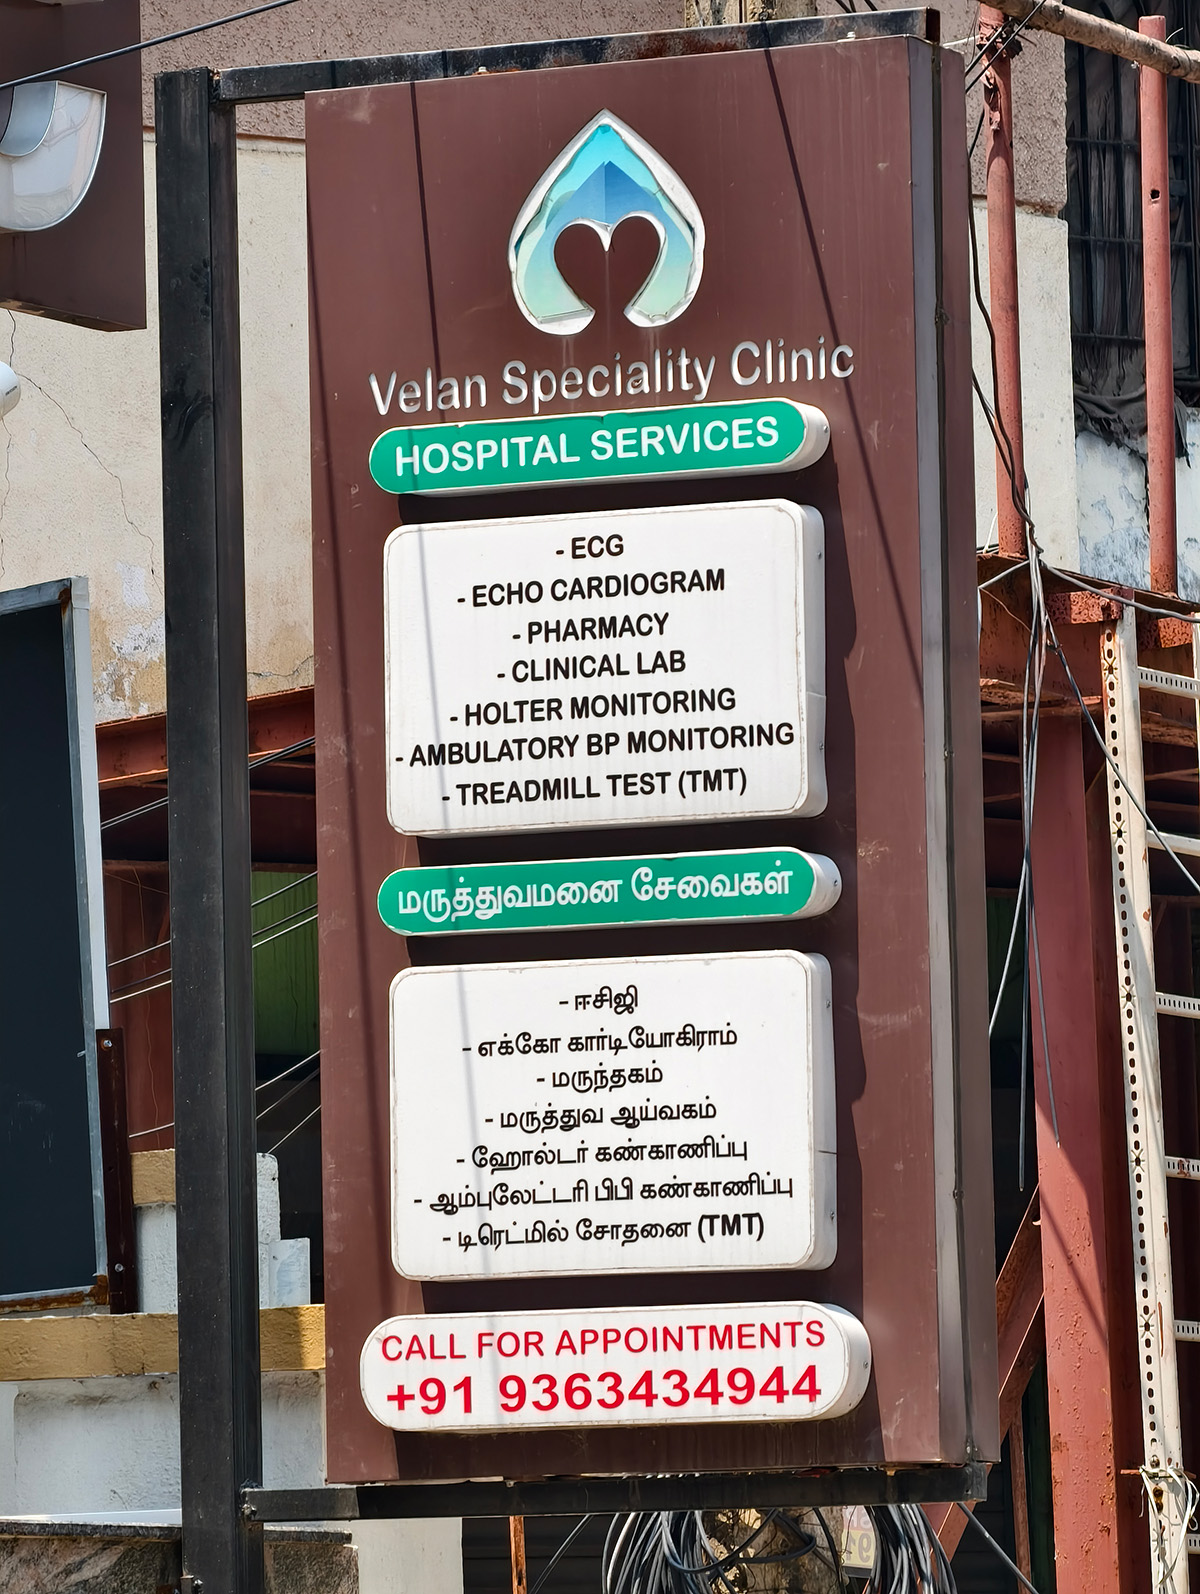 Velan Speciality Clinic
HOSPITAL SERVICES
- ECG
- ECHO CARDIOGRAM
- PHARMACY
- CLINICAL LAB
- HOLTER MONITORING
- AMBULATORY BP MONITORING
- TREADMILL TEST (TMT)
மருத்துவமனை சேவைகள்
- ஈசிஜி
- எக்கோ கார்டியோகிராம்
- மருந்தகம்
- மருத்துவ ஆய்வகம்
- ஹோல்டர் கண்காணிப்பு
- ஆம்புலேட்டரி பிபி கண்காணிப்பு
- டிரெட்மில் சோதனை (TMT)
CALL FOR APPOINTMENTS
+91 9363434944